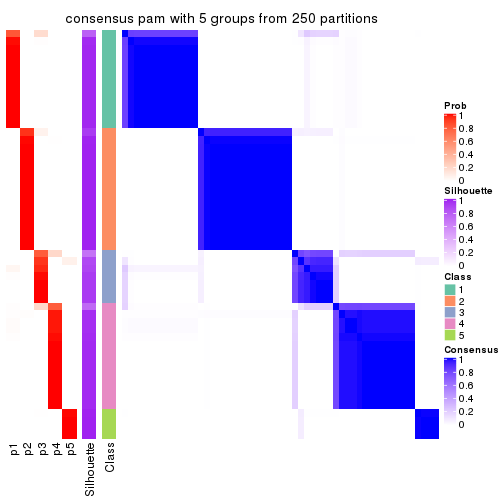 consensus pam with 5 groups from 250 partitions
Prob
1
0.8
0.6
0.4
0.2
0
Silhouette
1
0.8
0.6
0.4
0.2
0
Class
1
2
3
4
5
Consensus
1
0.8
0.6
0.4
0.2
0
p1
p2
p3
p4
p5
Silhouette
Class